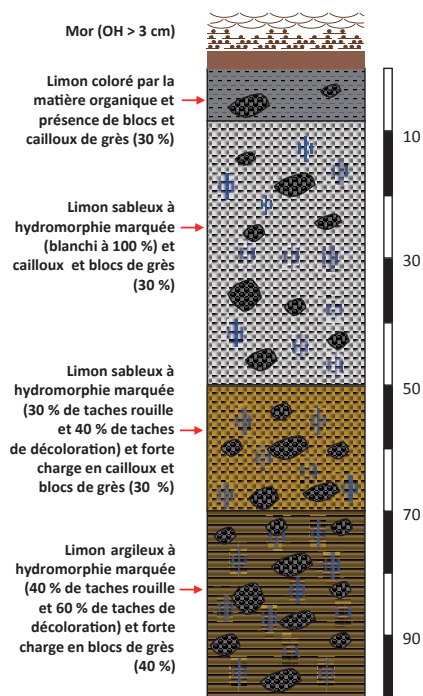 Mor (OH > 3 cm)
Limon coloré par la
matière organique et
présence de blocs et
cailloux de grès (30 %)
10
Limon sableux à
hydromorphie marquée
(blanchi à 100 %) et
cailloux et blocs de grès
(30 %)
30
Limon sableux à
hydromorphie marquée
(30 % de taches rouille
et 40 % de taches
de décoloration) et forte
charge en cailloux et
blocs de grès (30 %)
50
70
Limon argileux à
hydromorphie marquée
(40 % de taches rouille
et 60 % de taches de
décoloration) et forte
charge en blocs de grès
(40 %)
90